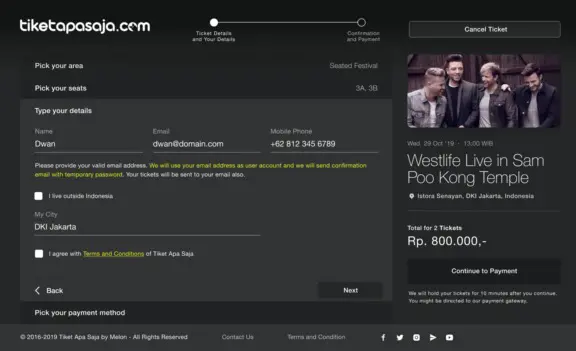 tiketapasaja.com
Ticket Details
and Your Details
Confirmation
and Payment
Cancel Ticket
Pick your area
Seated Festival
Pick your seats
3A, 3B
Type your details
Name
Email
Mobile Phone
Dwan
dwan@domain.com
+62 812 345 6789
Please provide your valid email address. We will use your email address as user account and we will send confirmation
email with temporary password. Your tickets will be sent to your email also.
I live outside Indonesia
My City
DKI Jakarta
I agree with Terms and Conditions of Tiket Apa Saja
Back
Next
Pick your payment method
Wed, 29 Oct '19 - 13.00 WIB
Westlife Live in Sam
Poo Kong Temple
Istora Senayan, DKI Jakarta, Indonesia
Total for 2 Tickets
Rp. 800.000,-
Continue to Payment
We will hold your tickets for 15 minutes after you continue.
You might be directed to our payment gateway.
© 2016-2019 Tiket Apa Saja by Melon - All Rights Reserved
Contact Us
Terms and Condition